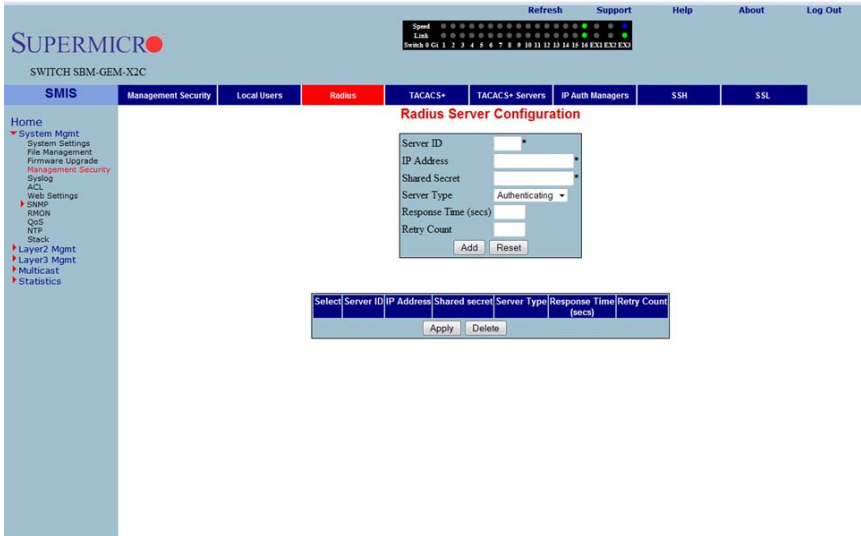 Refresh Support Help About Log Out
Speed
Link
Switch 0 Gi 1 2 3 4 5 6 7 8 9 10 11 12 13 14 15 16 EX1 EX2 EX3
SUPERMICRO
SWITCH SBM-GEM-X2C
SMIS Management Security Local Users Radius TACACS+ TACACS+ Servers IP Auth Managers SSH SSL
Home
System Mgmt
System Settings
File Management
Firmware Upgrade
Management Security
Syslog
ACL
Web Settings
SNMP
RMON
QoS
NTP
Stack
Layer2 Mgmt
Layer3 Mgmt
Multicast
Statistics
Radius Server Configuration
Server ID *
IP Address *
Shared Secret *
Server Type Authenticating
Response Time (secs)
Retry Count
Add Reset
Select Server ID IP Address Shared secret Server Type Response Time (secs) Retry Count
Apply Delete